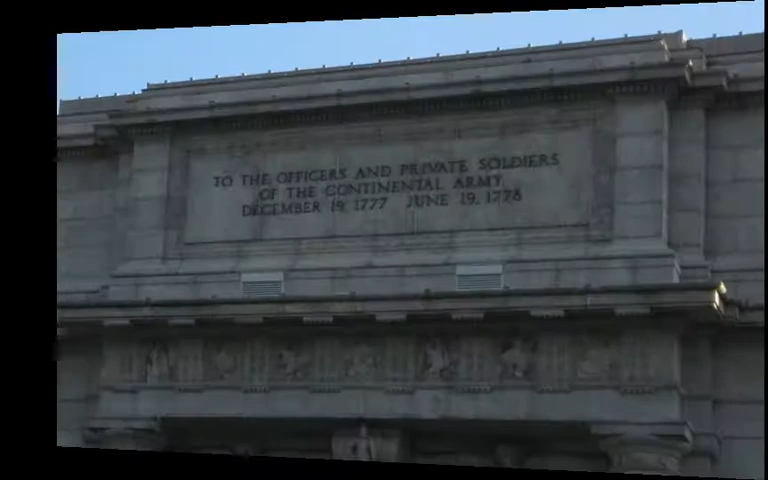 TO THE OFFICERS AND PRIVATE SOLDIERS
OF THE CONTINENTAL ARMY
DECEMBER 19, 1777 JUNE 19, 1778